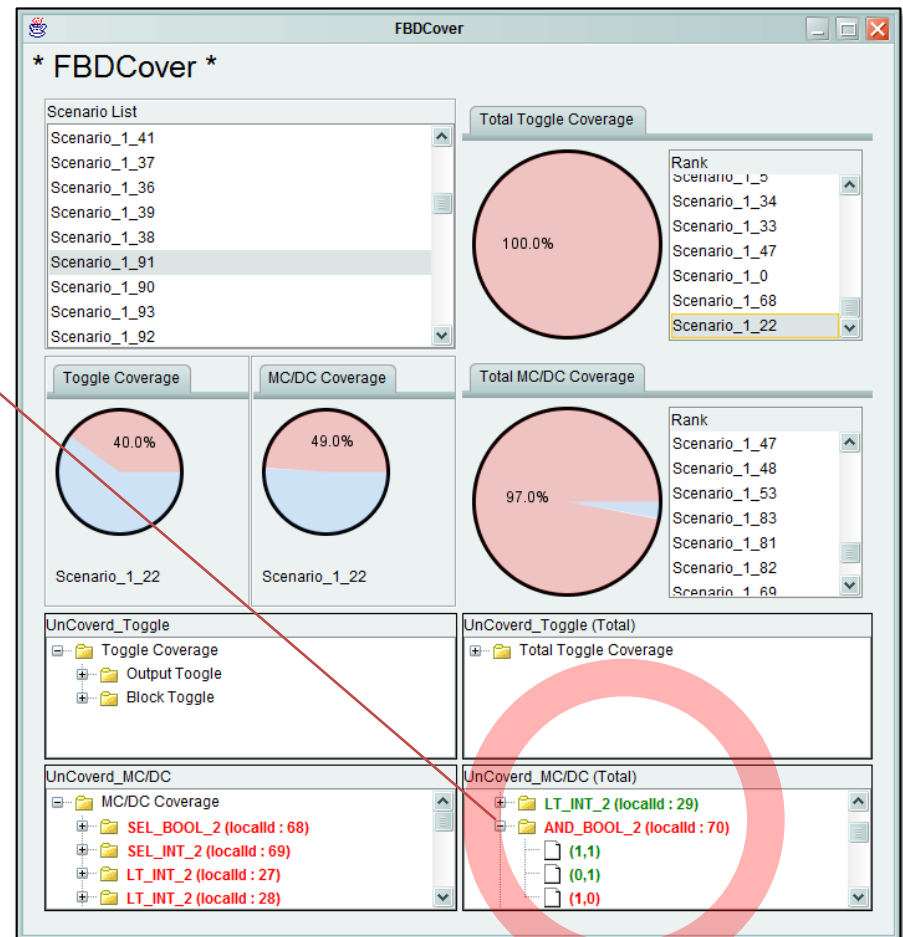 FBDCover
* FBDCover *
Scenario List
Scenario_1_41
Scenario_1_37
Scenario_1_36
Scenario_1_39
Scenario_1_38
Scenario_1_91
Scenario_1_90
Scenario_1_93
Scenario_1_92
Total Toggle Coverage
100.0%
Rank
Scenario_1_5
Scenario_1_34
Scenario_1_33
Scenario_1_47
Scenario_1_0
Scenario_1_68
Scenario_1_22
Toggle Coverage
40.0%
Scenario_1_22
MC/DC Coverage
49.0%
Scenario_1_22
Total MC/DC Coverage
97.0%
Rank
Scenario_1_47
Scenario_1_48
Scenario_1_53
Scenario_1_83
Scenario_1_81
Scenario_1_82
Scenario_1_69
UnCoverd_Toggle
Toggle Coverage
Output Toogle
Block Toggle
UnCoverd_Toggle (Total)
Total Toggle Coverage
UnCoverd_MC/DC
MC/DC Coverage
SEL_BOOL_2 (localId : 68)
SEL_INT_2 (localId : 69)
LT_INT_2 (localId : 27)
LT_INT_2 (localId : 28)
UnCoverd_MC/DC (Total)
LT_INT_2 (localId : 29)
AND_BOOL_2 (localId : 70)
(1,1)
(0,1)
(1,0)